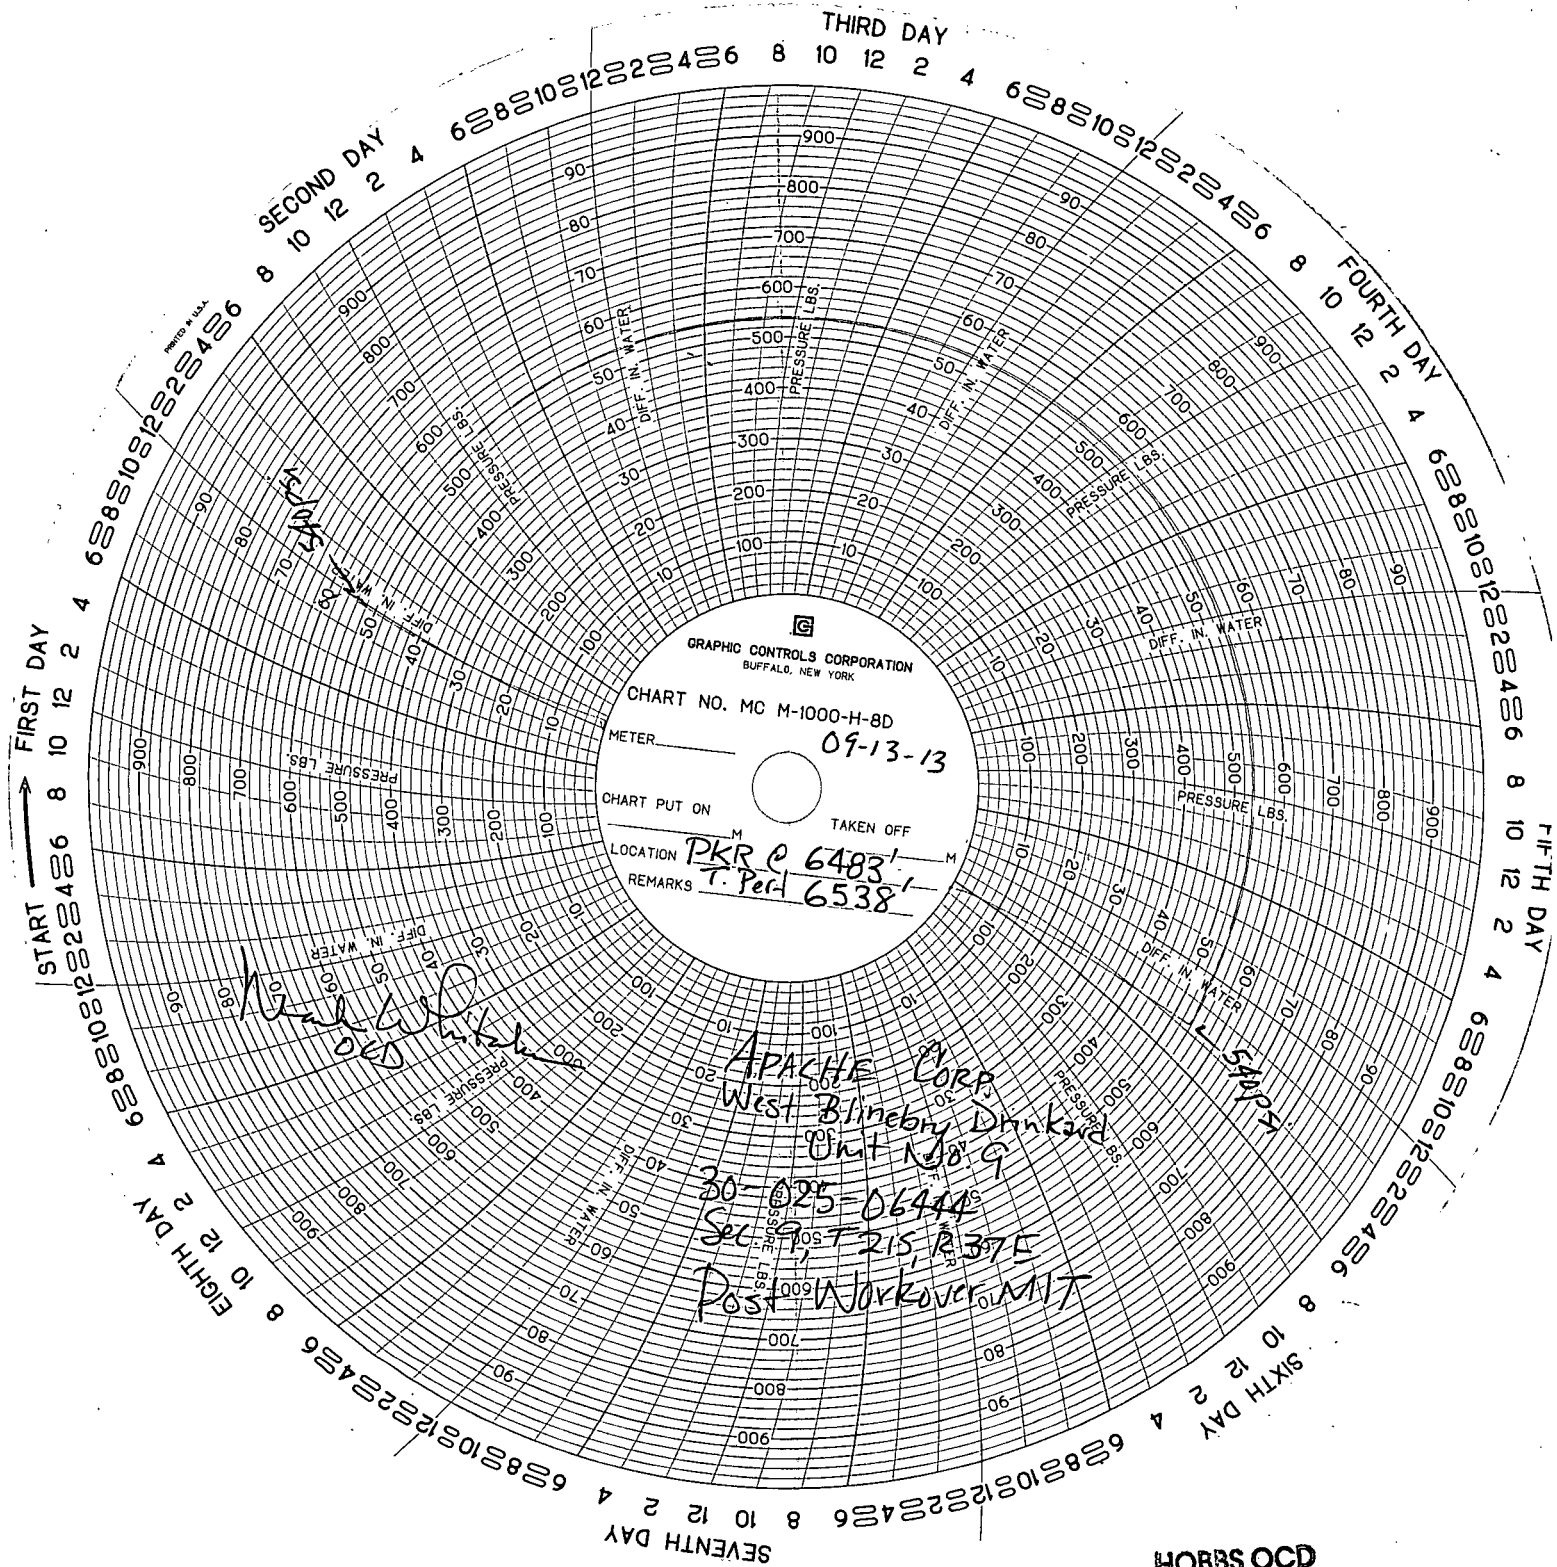 THIRD DAY
SECOND DAY
FOURTH DAY
FIRST DAY
START
FIFTH DAY
SIXTH DAY
SEVENTH DAY
EIGHTH DAY
PRINTED IN U.S.A.
GRAPHIC CONTROLS CORPORATION
BUFFALO, NEW YORK
CHART NO. MC M-1000-H-8D
METER
09-13-13
CHART PUT ON
M
TAKEN OFF
M
LOCATION PKR @ 6483'
REMARKS T. Perf 6538'
PRESSURE LBS.
DIFF. IN. WATER
540psi
540psi
Whitaker
OCD
APACHE CORP.
West Blinebry Drinkard
Unit No. 9
30-025-06444
Sec 9, T21S, R37E
Post Workover MIT
HOBBS OCD